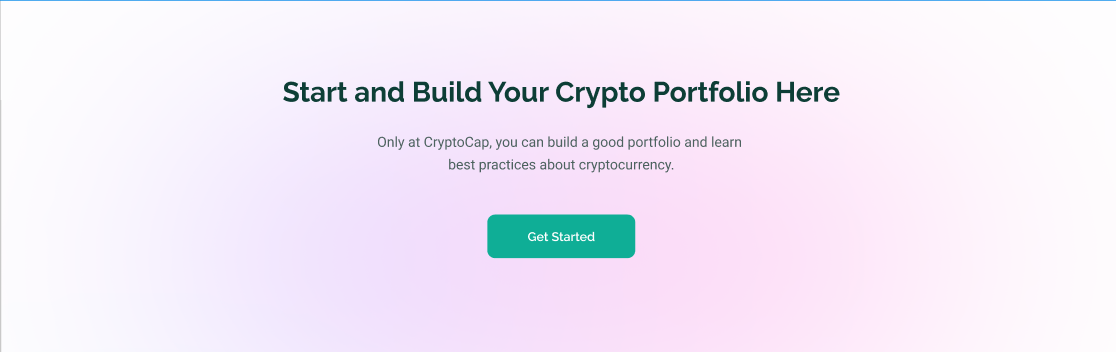 Start and Build Your Crypto Portfolio Here
Only at CryptoCap, you can build a good portfolio and learn
best practices about cryptocurrency.
Get Started